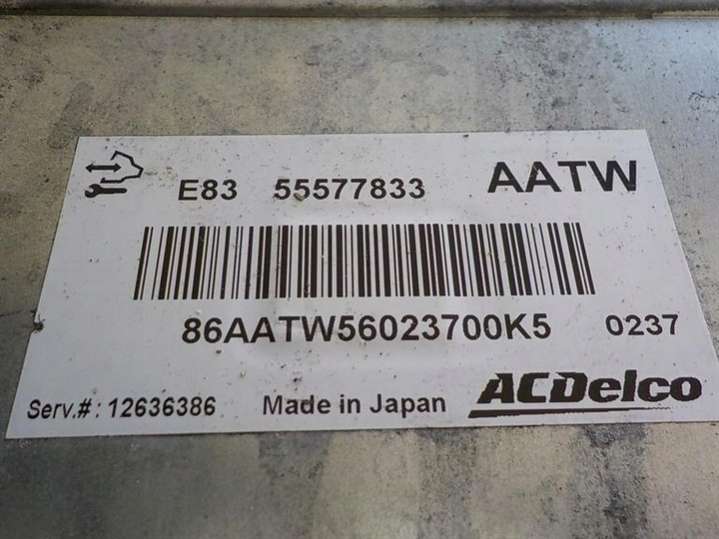 E83 55577833 AATW
86AATW56023700K5 0237
Serv.#: 12636386 Made in Japan ACDelco